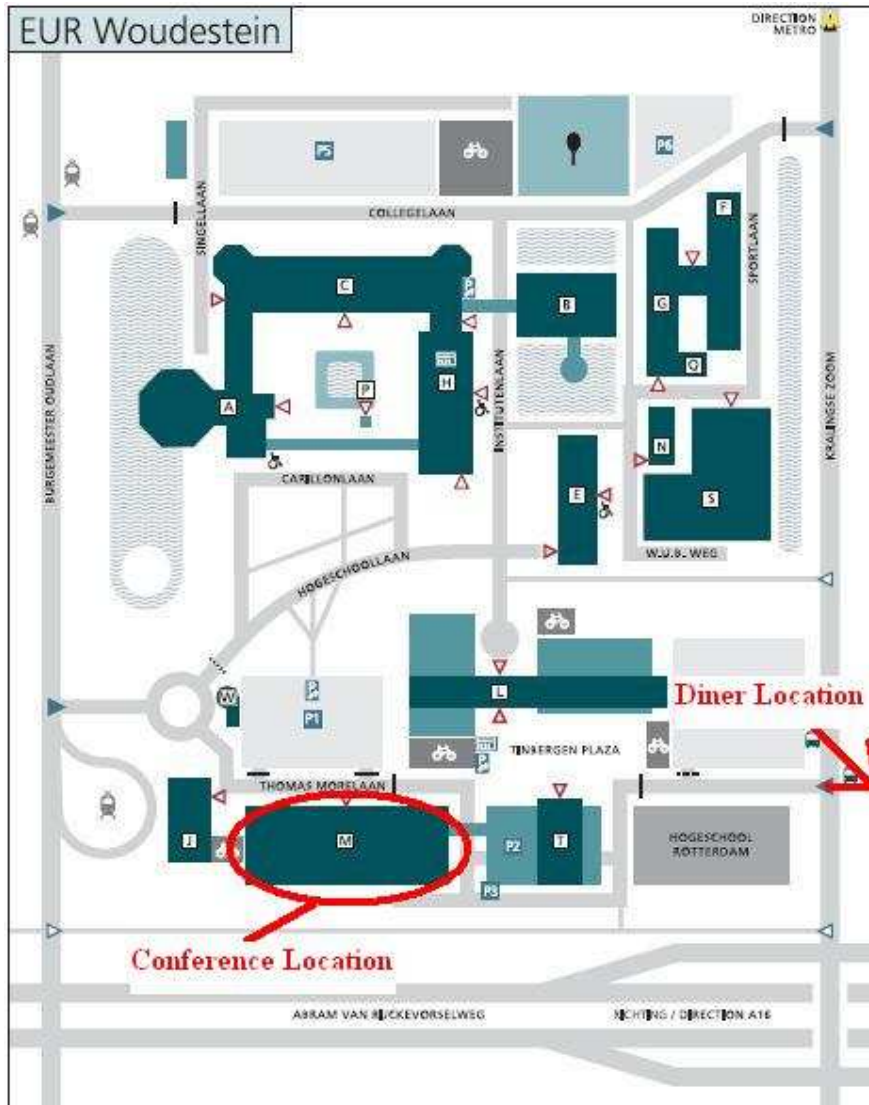 EUR Woudestein
DIRECTION
METRO
P5
P6
SINGELLAAN
COLLEGELAAN
F
SPORTLAAN
C
P
G
B
BURGEMEESTER OUDLAAN
H
Q
KRALINGSE ZOOM
A
P
INSTITUTENLAAN
N
CARILLONLAAN
E
S
HOGESCHOOLLAAN
W.U.B. WEG
P
W
P1
L
Diner Location
TINBERGEN PLAZA
P
THOMAS MORELAAN
J
M
P2
T
HOGESCHOOL
ROTTERDAM
P3
Conference Location
ABRAM VAN RIJCKEVORSELWEG
RICHTING / DIRECTION A16